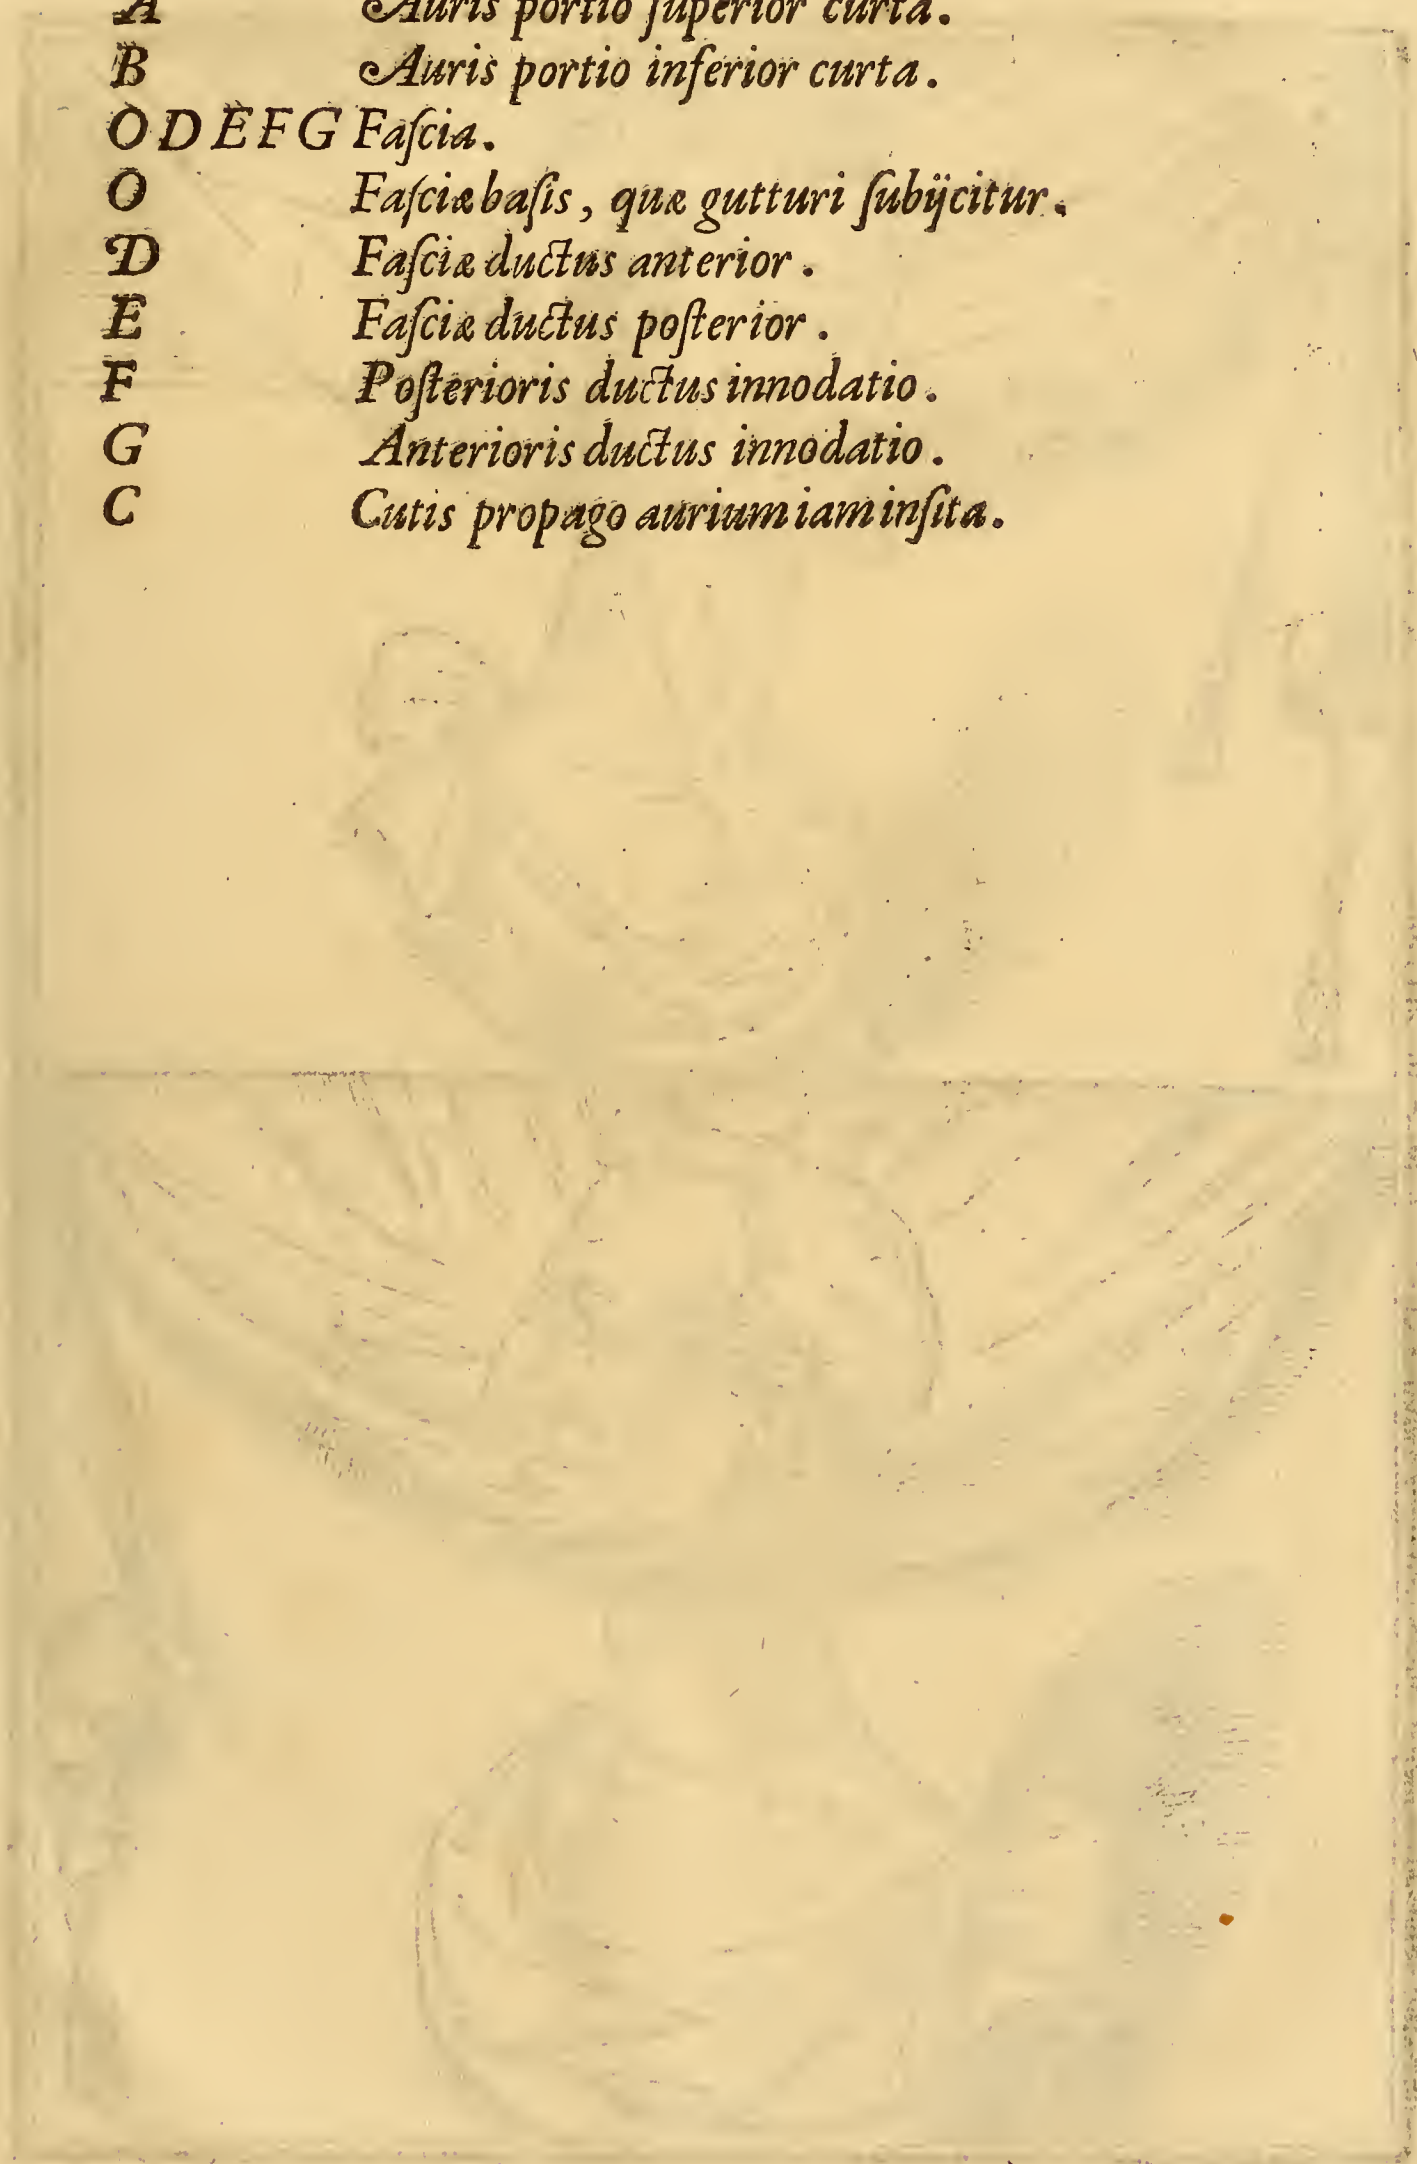 A Auris portio ſuperior curta.
B Auris portio inferior curta.
O D E F G Faſcia.
O Faſciæ baſis, quæ gutturi ſubijcitur.
D Faſciæ ductus anterior.
E Faſciæ ductus poſterior.
F Poſterioris ductus innodatio.
G Anterioris ductus innodatio.
C Cutis propago aurium iam inſita.